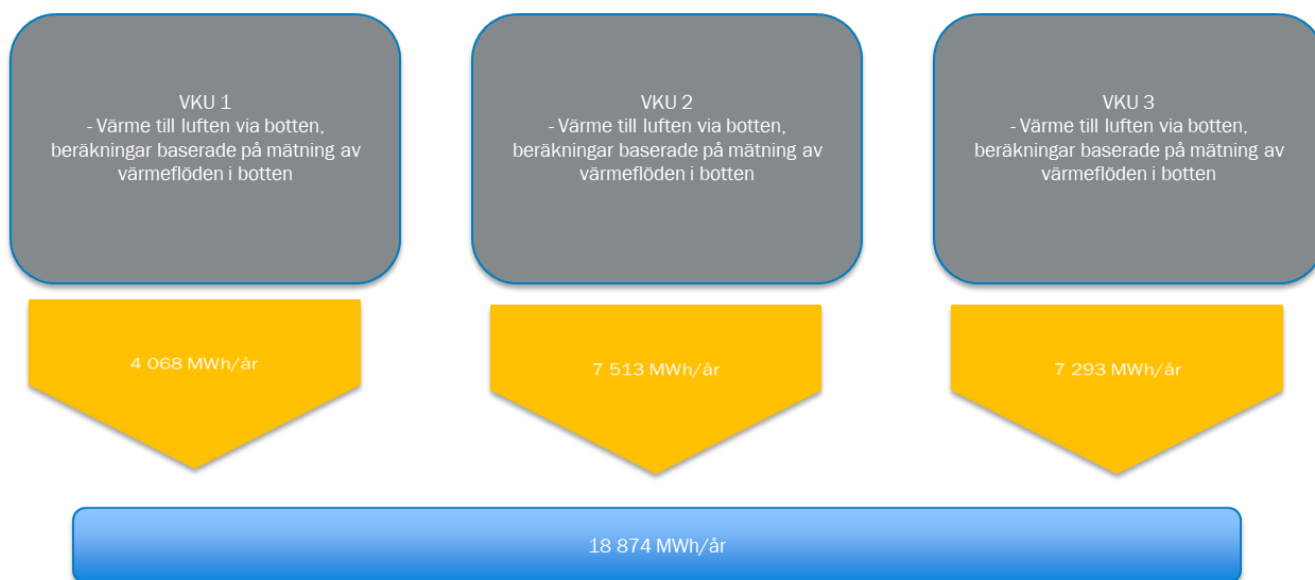 VKU 1
- Värme till luften via botten,
beräkningar baserade på mätning av
värmeflöden i botten
VKU 2
- Värme till luften via botten,
beräkningar baserade på mätning av
värmeflöden i botten
VKU 3
- Värme till luften via botten,
beräkningar baserade på mätning av
värmeflöden i botten
4 068 MWh/år
7 513 MWh/år
7 293 MWh/år
18 874 MWh/år